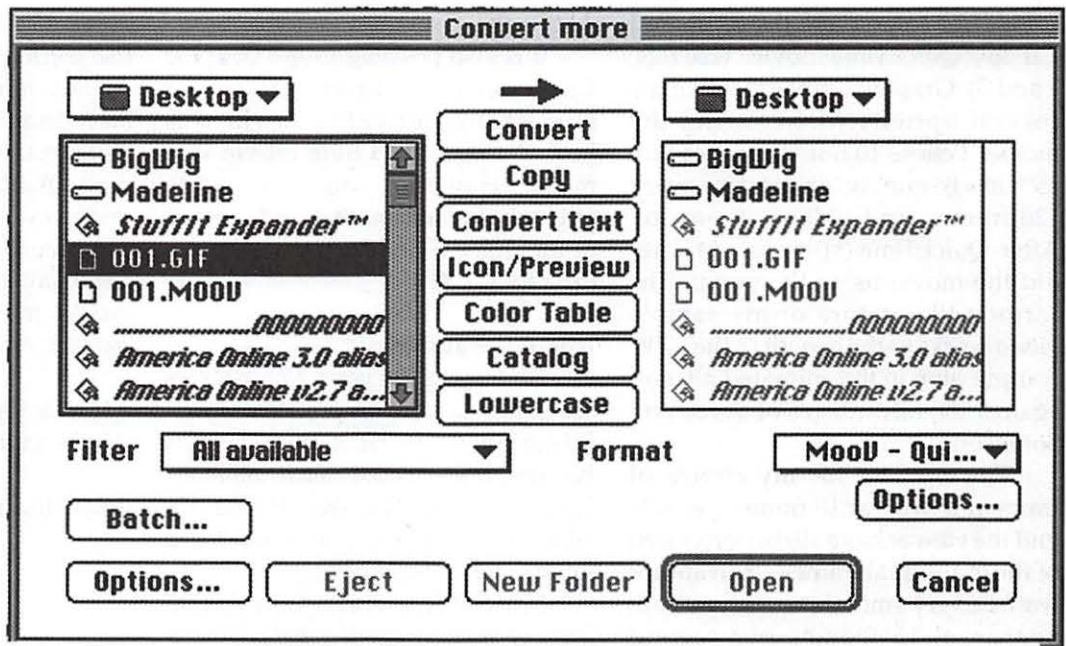 Convert more
Desktop
BigWig
Madeline
StuffIt Expander™
001.GIF
001.MOOV
________000000000
America Online 3.0 alias
America Online v2.7 a...
Convert
Copy
Convert text
Icon/Preview
Color Table
Catalog
Lowercase
Desktop
BigWig
Madeline
StuffIt Expander™
001.GIF
001.MOOV
________000000000
America Online 3.0 alias
America Online v2.7 a...
Filter
All available
Format
MooV - Qui...
Options...
Batch...
Options...
Eject
New Folder
Open
Cancel